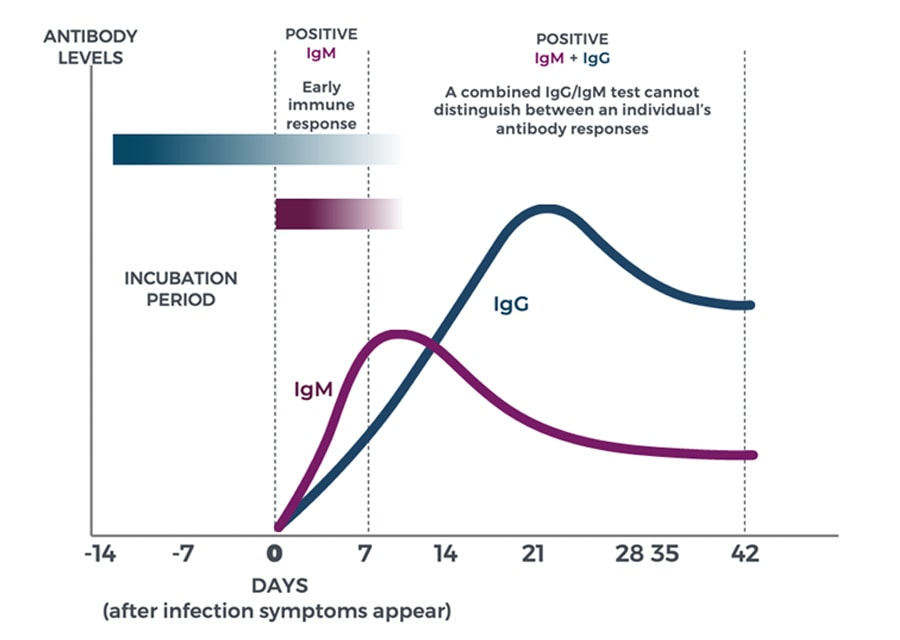 ANTIBODY
LEVELS
POSITIVE
IgM
Early
immune
response
POSITIVE
IgM + IgG
A combined IgG/IgM test cannot
distinguish between an individual's
antibody responses
INCUBATION
PERIOD
IgG
IgM
-14 -7 0 7 14 21 28 35 42
DAYS
(after infection symptoms appear)